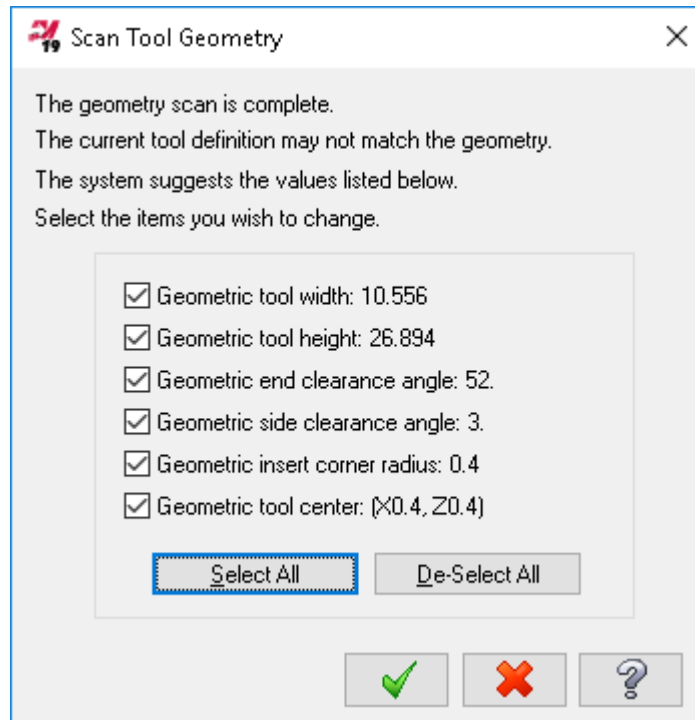 19 Scan Tool Geometry
The geometry scan is complete.
The current tool definition may not match the geometry.
The system suggests the values listed below.
Select the items you wish to change.
Geometric tool width: 10.556
Geometric tool height: 26.894
Geometric end clearance angle: 52.
Geometric side clearance angle: 3.
Geometric insert corner radius: 0.4
Geometric tool center: (X0.4, Z0.4)
Select All De-Select All